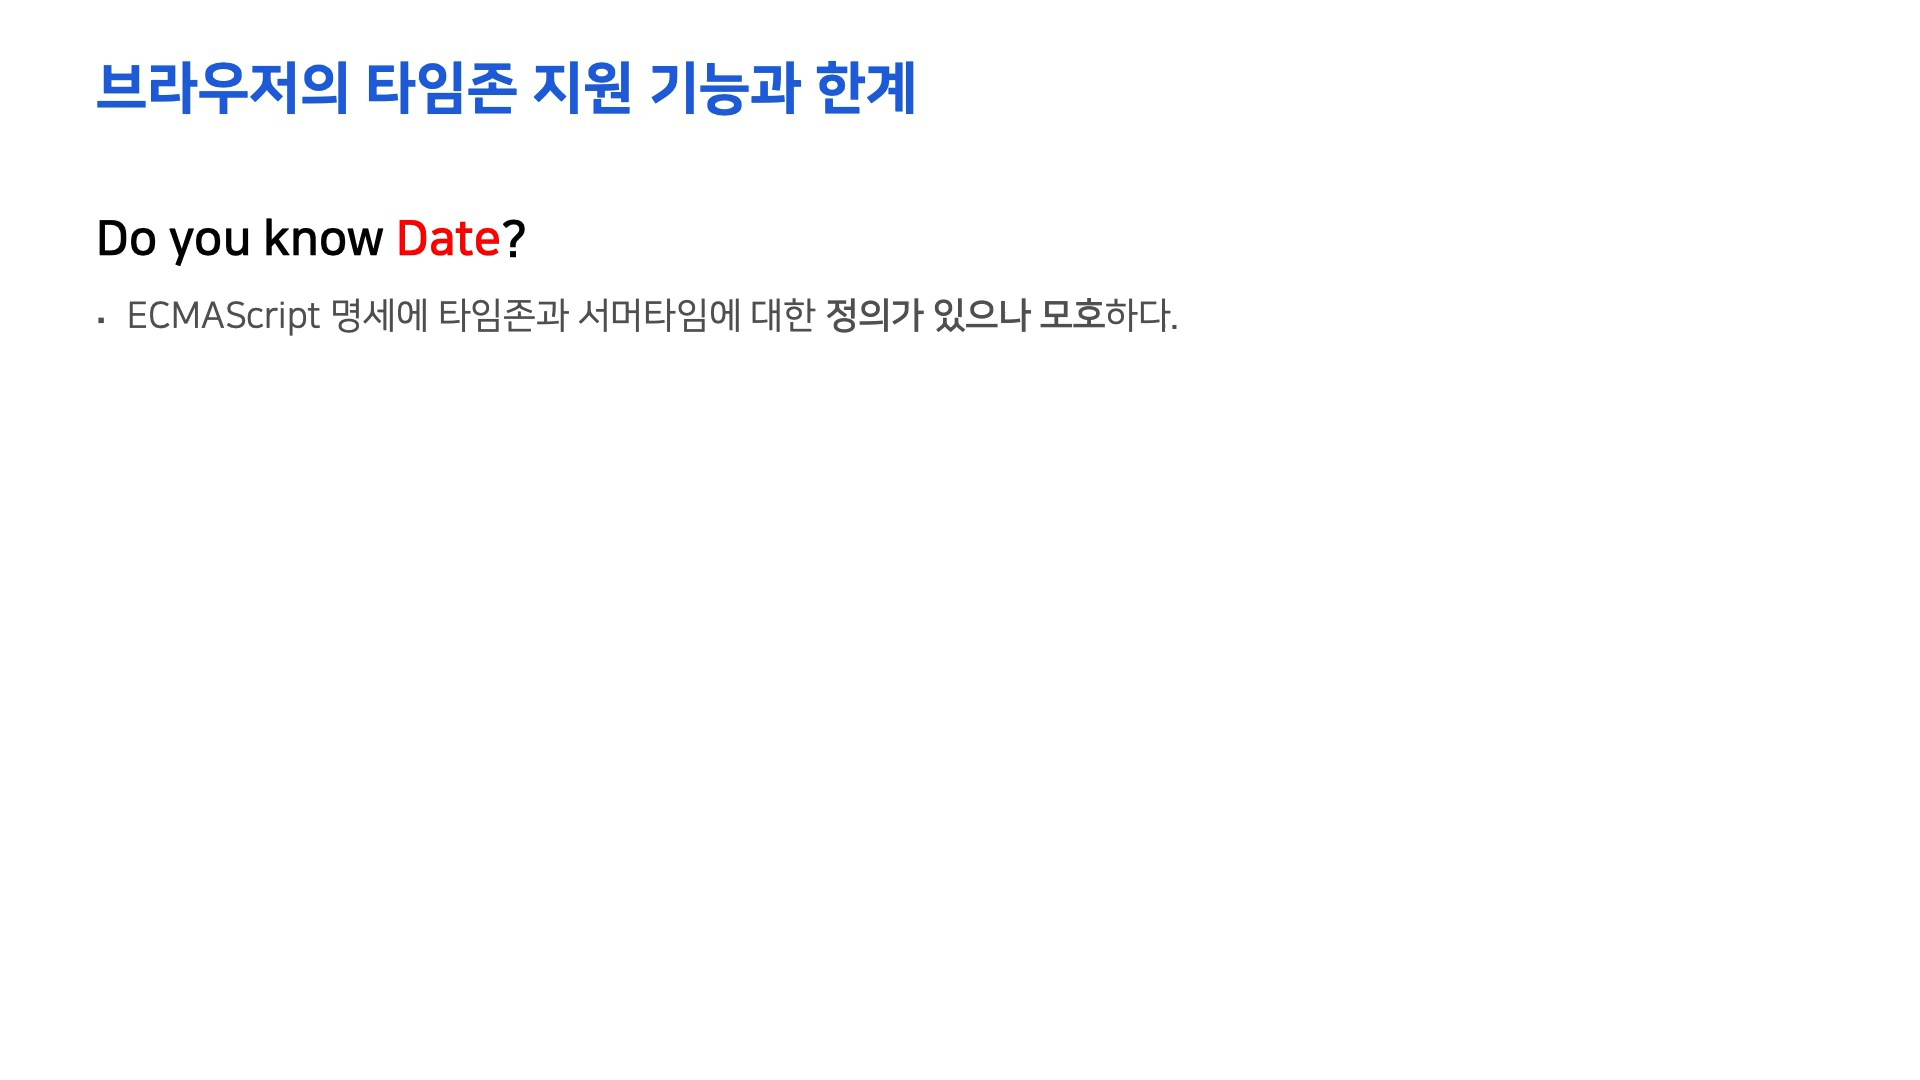 브라우저의 타임존 지원 기능과 한계
Do you know Date?
▪ ECMAScript 명세에 타임존과 서머타임에 대한 정의가 있으나 모호하다.